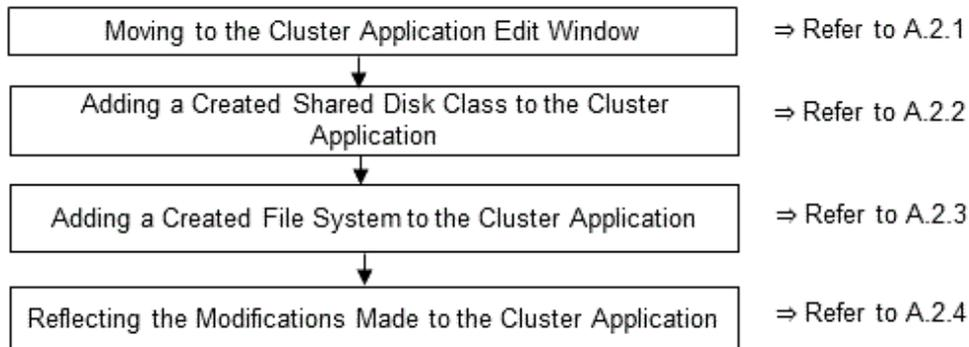 Moving to the Cluster Application Edit Window
⇒ Refer to A.2.1
Adding a Created Shared Disk Class to the Cluster
Application
⇒ Refer to A.2.2
Adding a Created File System to the Cluster Application
⇒ Refer to A.2.3
Reflecting the Modifications Made to the Cluster Application
⇒ Refer to A.2.4